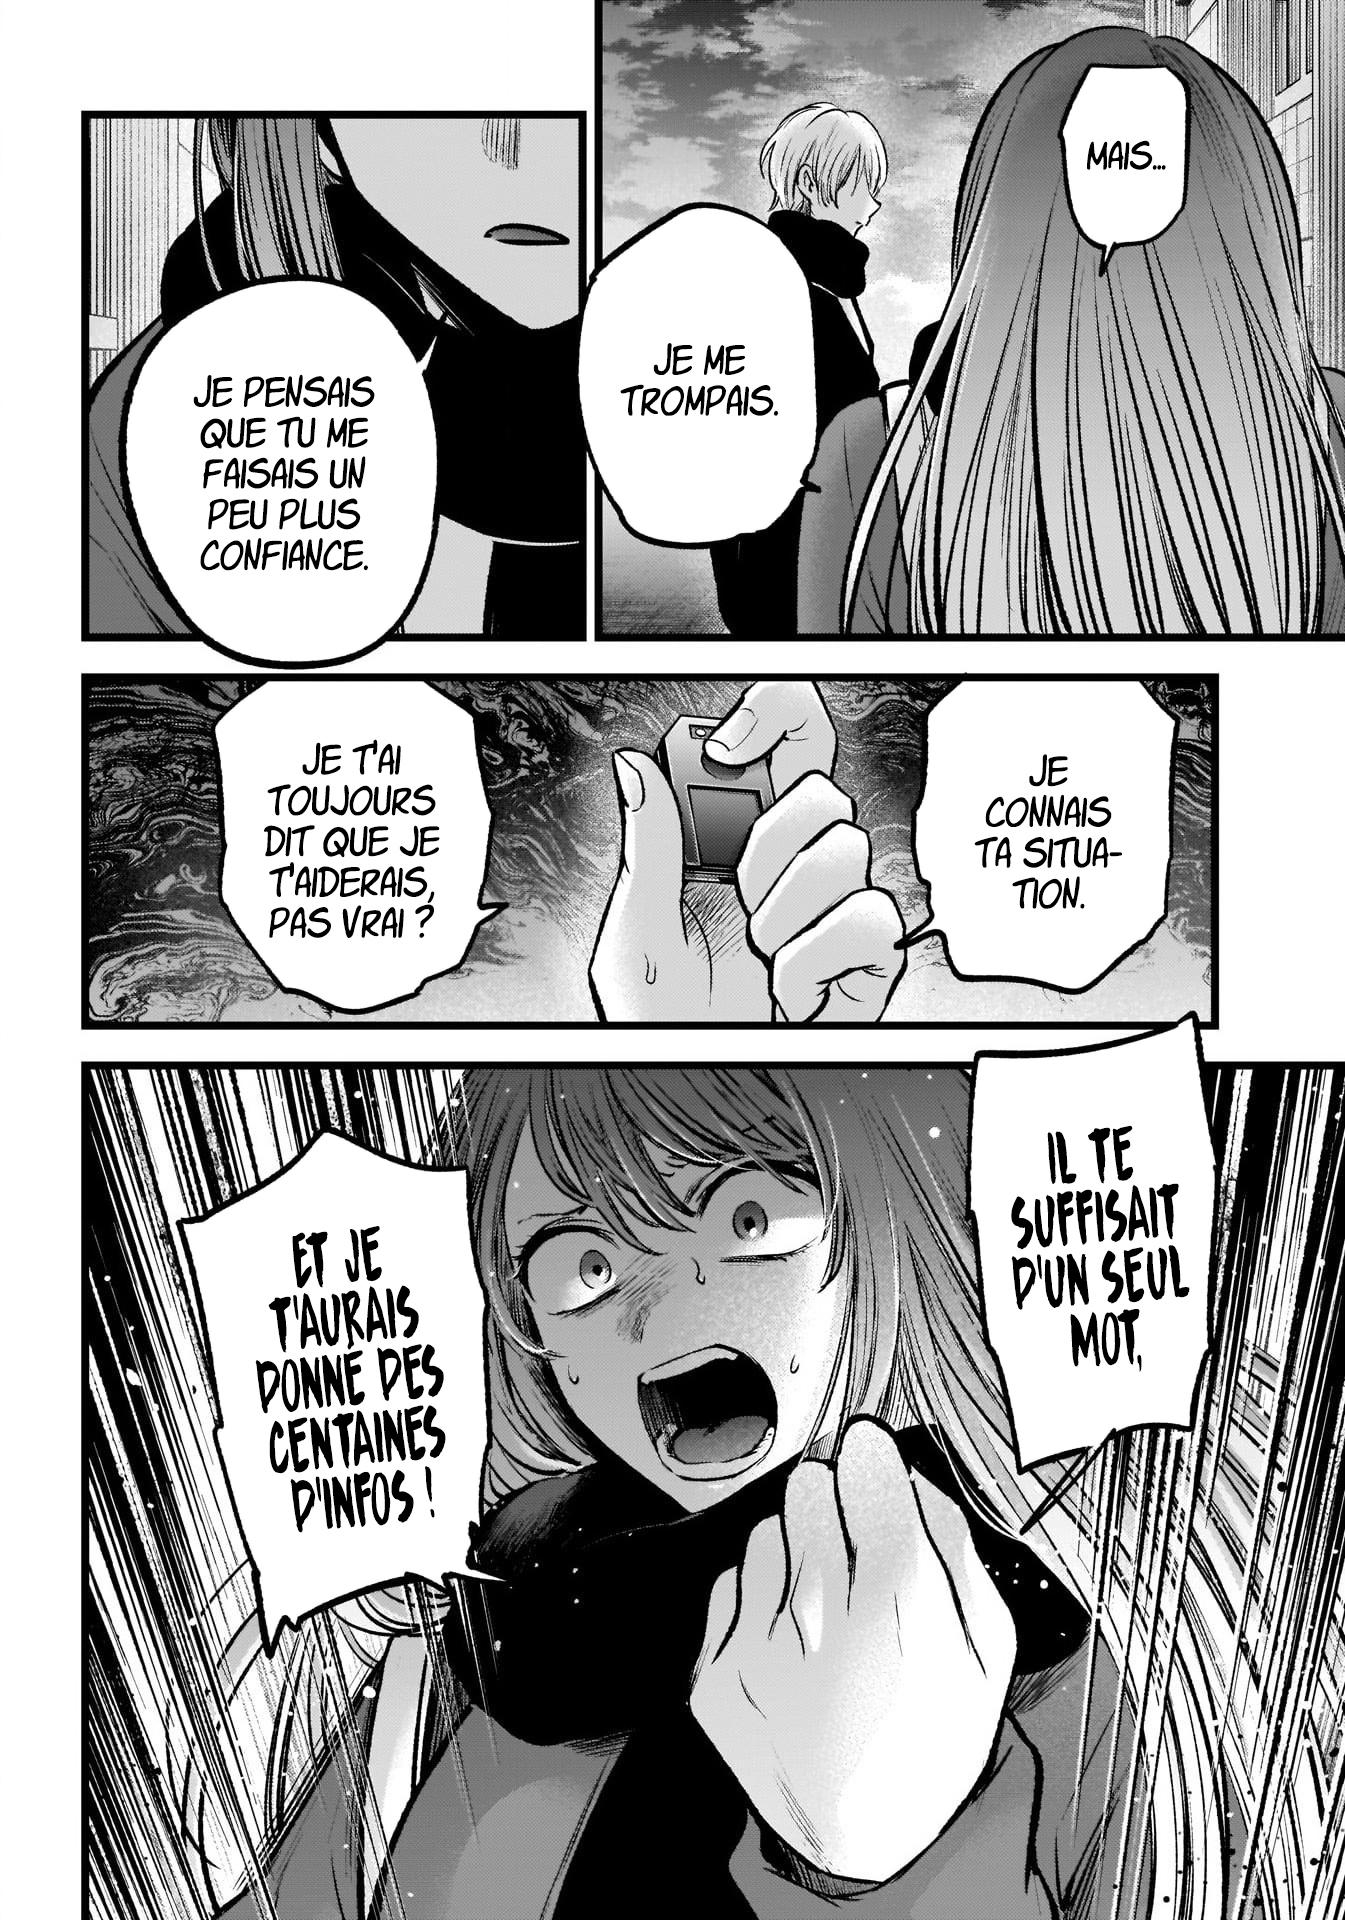 MAIS...
JE ME
TROMPAIS.
JE PENSAIS
QUE TU ME
FAISAIS UN
PEU PLUS
CONFIANCE.
JE
CONNAIS
TA SITUA-
TION.
JE T'AI
TOUJOURS
DIT QUE JE
T'AIDERAIS,
PAS VRAI ?
IL TE
SUFFISAIT
D'UN SEUL
MOT,
ET JE
T'AURAIS
DONNÉ DES
CENTAINES
D'INFOS !